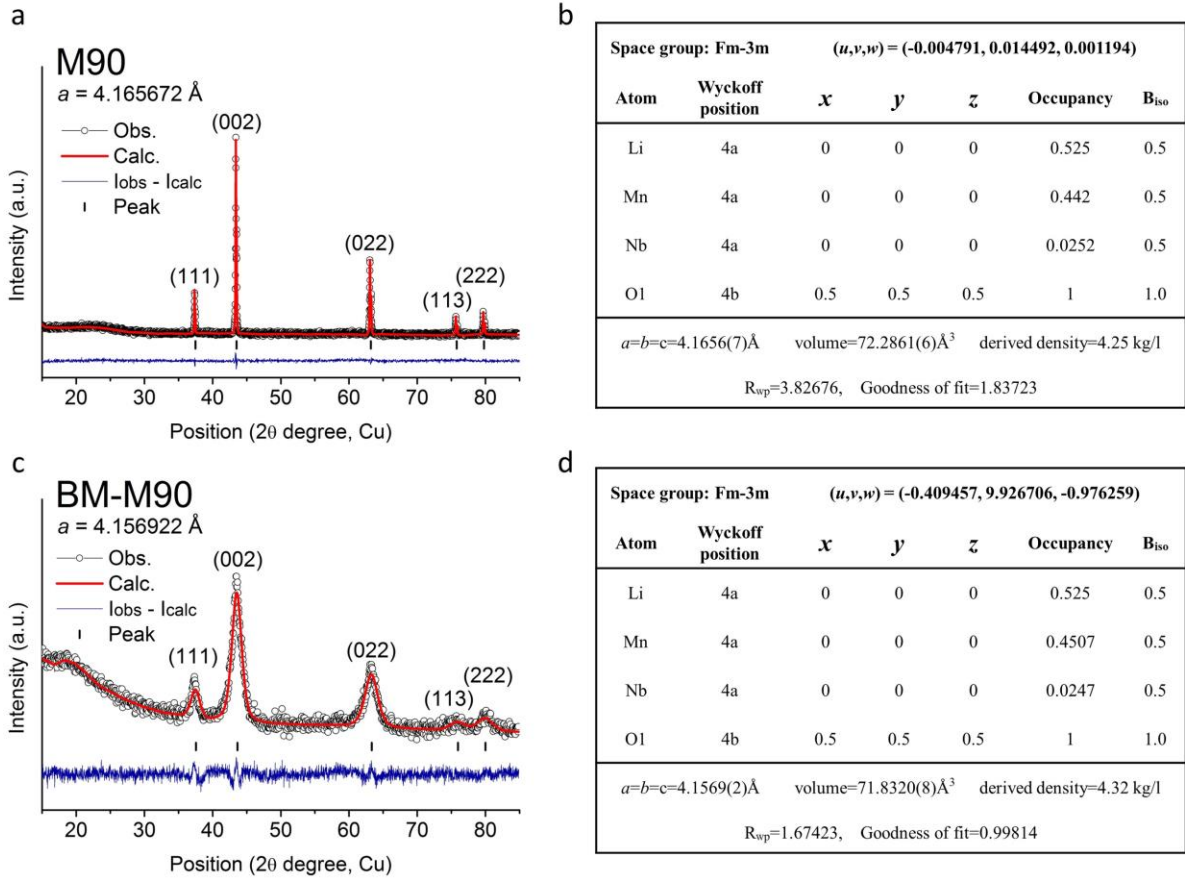 a
M90
a = 4.165672 Å
Obs.
Calc.
Iobs - Icalc
Peak
(111)
(002)
(022)
(113)
(222)
Intensity (a.u.)
20 30 40 50 60 70 80
Position (2θ degree, Cu)
b
Space group: Fm-3m (u,v,w) = (-0.004791, 0.014492, 0.001194)
Atom Wyckoff position x y z Occupancy Biso
Li 4a 0 0 0 0.525 0.5
Mn 4a 0 0 0 0.442 0.5
Nb 4a 0 0 0 0.0252 0.5
O1 4b 0.5 0.5 0.5 1 1.0
a=b=c=4.1656(7)Å volume=72.2861(6)Å³ derived density=4.25 kg/l
Rwp=3.82676, Goodness of fit=1.83723
c
BM-M90
a = 4.156922 Å
Obs.
Calc.
Iobs - Icalc
Peak
(111)
(002)
(022)
(113)
(222)
Intensity (a.u.)
20 30 40 50 60 70 80
Position (2θ degree, Cu)
d
Space group: Fm-3m (u,v,w) = (-0.409457, 9.926706, -0.976259)
Atom Wyckoff position x y z Occupancy Biso
Li 4a 0 0 0 0.525 0.5
Mn 4a 0 0 0 0.4507 0.5
Nb 4a 0 0 0 0.0247 0.5
O1 4b 0.5 0.5 0.5 1 1.0
a=b=c=4.1569(2)Å volume=71.8320(8)Å³ derived density=4.32 kg/l
Rwp=1.67423, Goodness of fit=0.99814